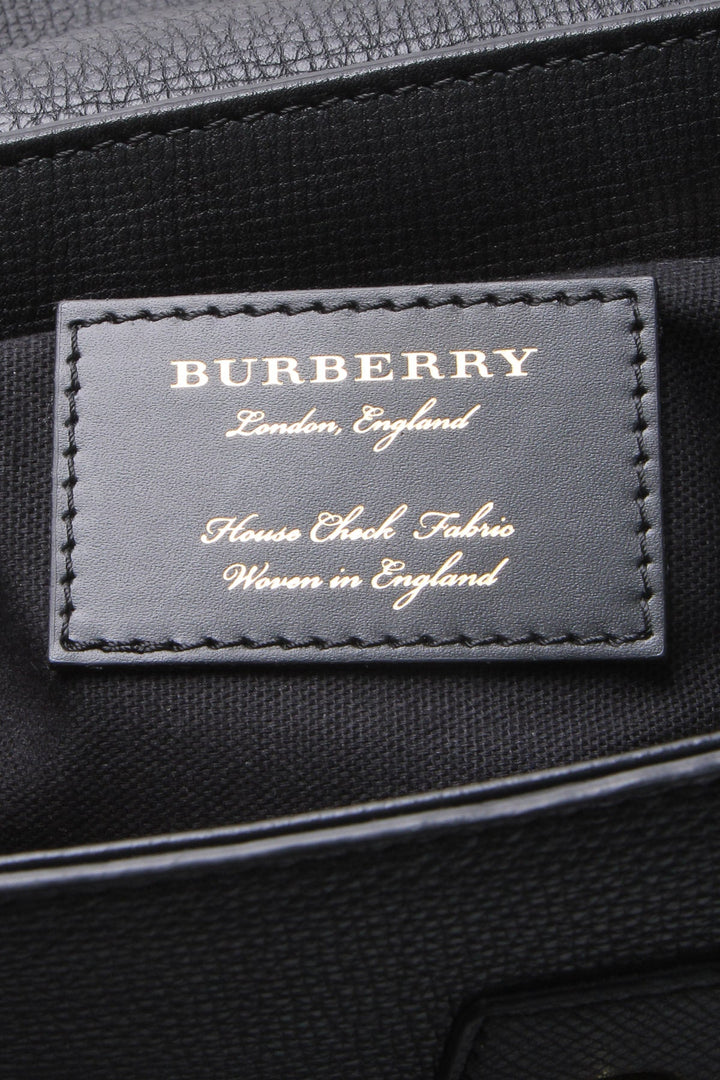 BURBERRY
London, England
House Check Fabric
Woven in England